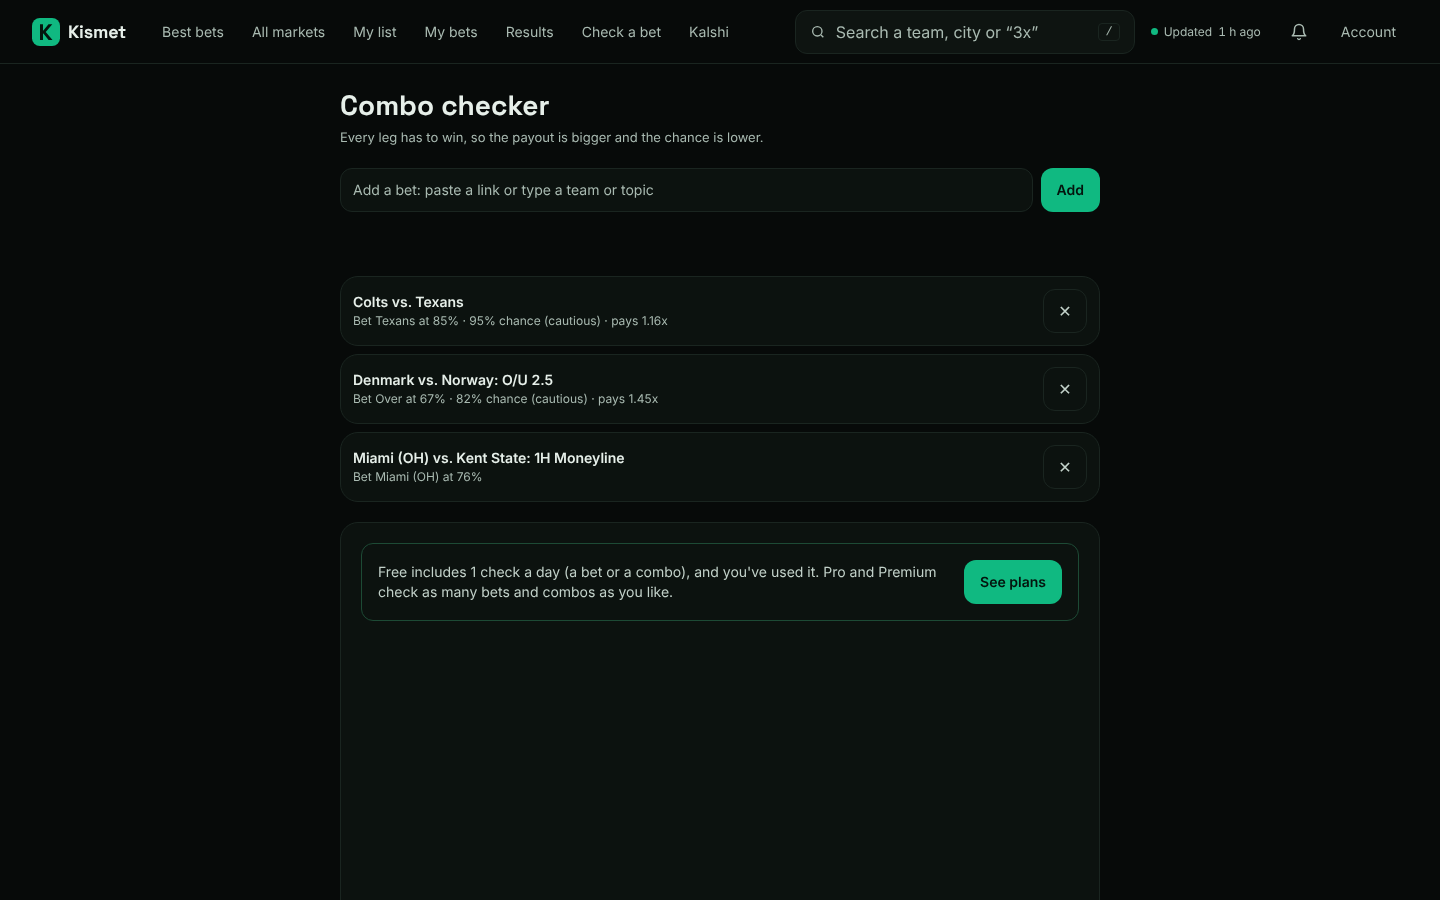 K Kismet Best bets All markets My list My bets Results Check a bet Kalshi Search a team, city or “3x” / Updated 1 h ago Account
Combo checker
Every leg has to win, so the payout is bigger and the chance is lower.
Add a bet: paste a link or type a team or topic Add
Colts vs. Texans
Bet Texans at 85% · 95% chance (cautious) · pays 1.16x
Denmark vs. Norway: O/U 2.5
Bet Over at 67% · 82% chance (cautious) · pays 1.45x
Miami (OH) vs. Kent State: 1H Moneyline
Bet Miami (OH) at 76%
Free includes 1 check a day (a bet or a combo), and you've used it. Pro and Premium
check as many bets and combos as you like.
See plans